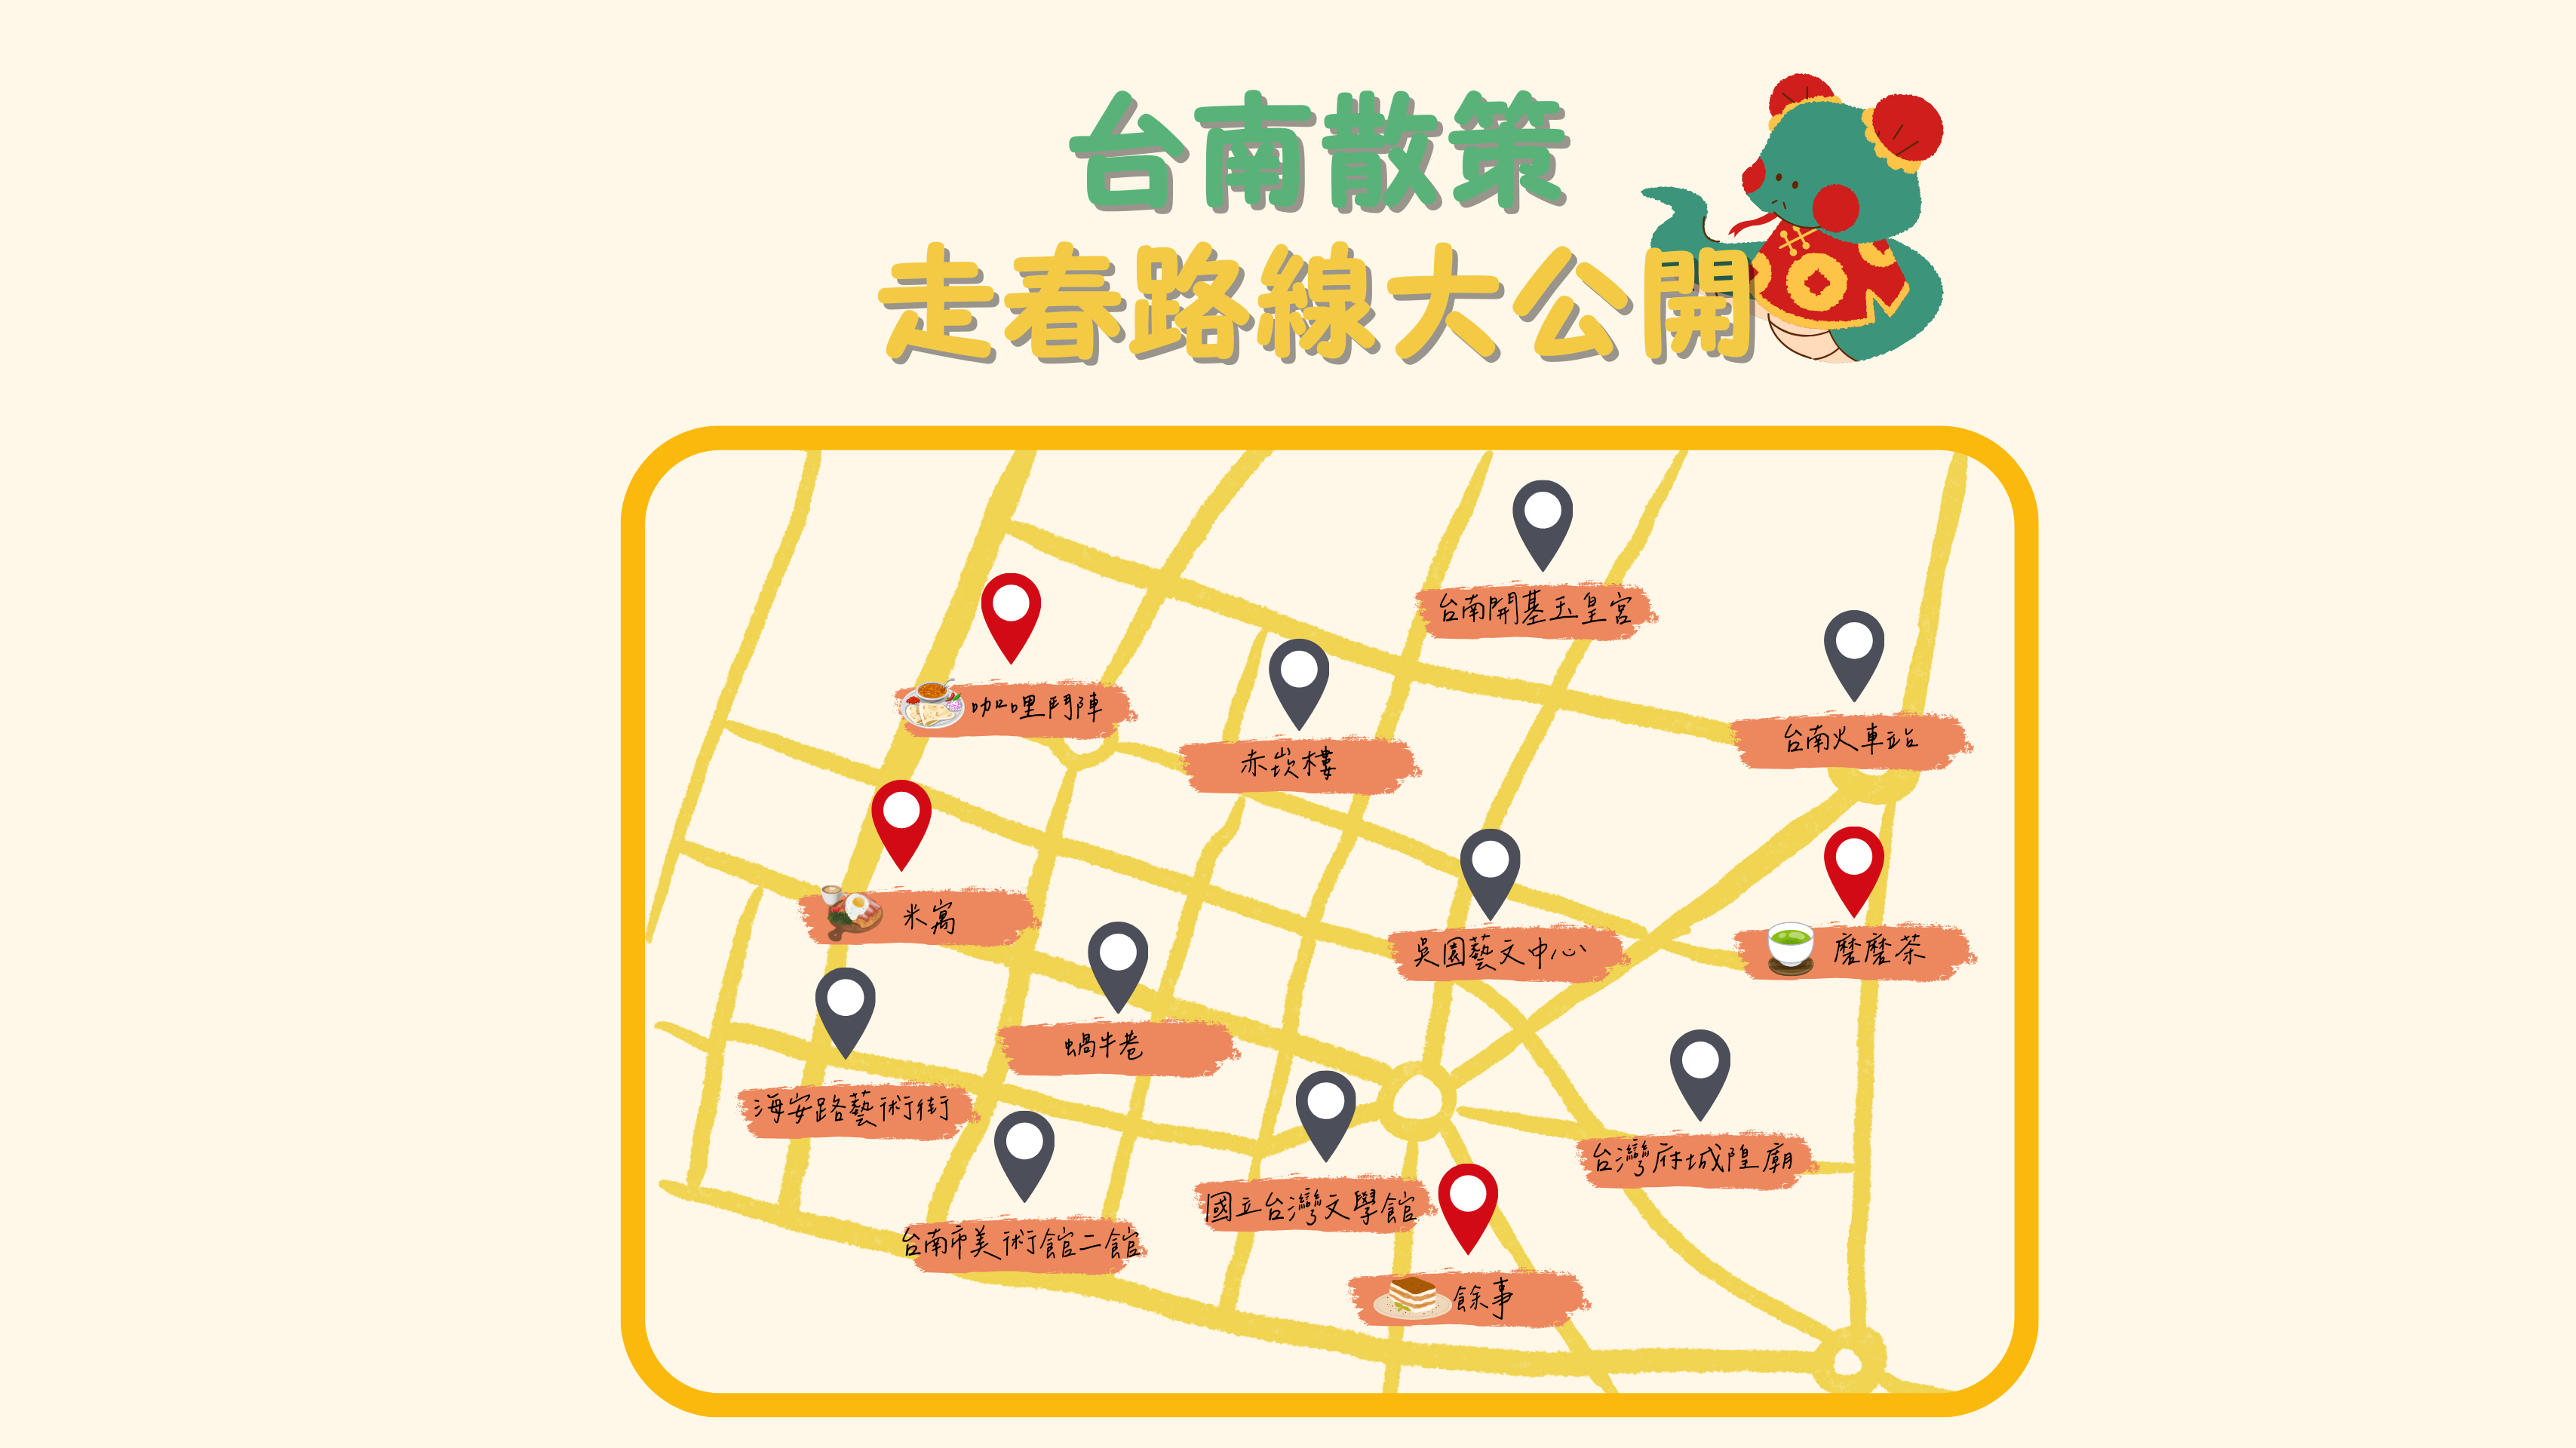 台南散策
走春路線大公開
台南開基玉皇宮
咖哩鬥陣
台南火車站
赤崁樓
米寓
吳園藝文中心
磨磨茶
蝸牛巷
海安路藝術街
台灣府城隍廟
國立台灣文學館
台南市美術館二館
餘事